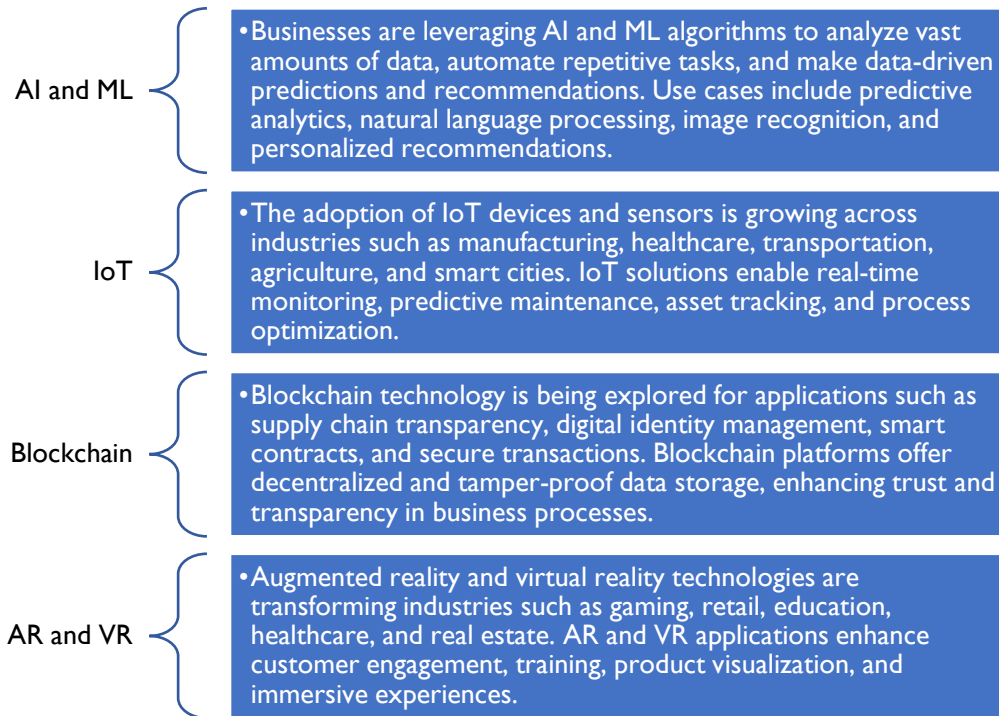 AI and ML
•Businesses are leveraging AI and ML algorithms to analyze vast
amounts of data, automate repetitive tasks, and make data-driven
predictions and recommendations. Use cases include predictive
analytics, natural language processing, image recognition, and
personalized recommendations.
IoT
•The adoption of IoT devices and sensors is growing across
industries such as manufacturing, healthcare, transportation,
agriculture, and smart cities. IoT solutions enable real-time
monitoring, predictive maintenance, asset tracking, and process
optimization.
Blockchain
•Blockchain technology is being explored for applications such as
supply chain transparency, digital identity management, smart
contracts, and secure transactions. Blockchain platforms offer
decentralized and tamper-proof data storage, enhancing trust and
transparency in business processes.
AR and VR
•Augmented reality and virtual reality technologies are
transforming industries such as gaming, retail, education,
healthcare, and real estate. AR and VR applications enhance
customer engagement, training, product visualization, and
immersive experiences.